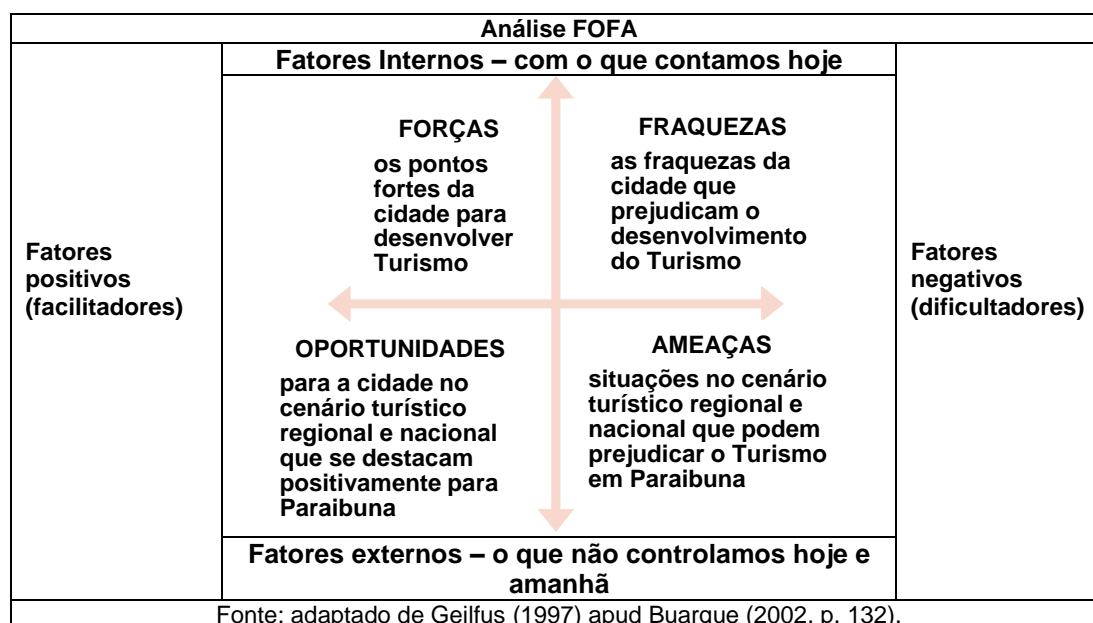 Análise FOFA
Fatores Internos – com o que contamos hoje
Fatores
positivos
(facilitadores)
FORÇAS
os pontos
fortes da
cidade para
desenvolver
Turismo
FRAQUEZAS
as fraquezas da
cidade que
prejudicam o
desenvolvimento
do Turismo
OPORTUNIDADES
para a cidade no
cenário turístico
regional e nacional
que se destacam
positivamente para
Paraibuna
AMEAÇAS
situações no cenário
turístico regional e
nacional que podem
prejudicar o Turismo
em Paraibuna
Fatores
negativos
(dificultadores)
Fatores externos – o que não controlamos hoje e
amanhã
Fonte: adaptado de Geilfus (1997) apud Buarque (2002, p. 132).